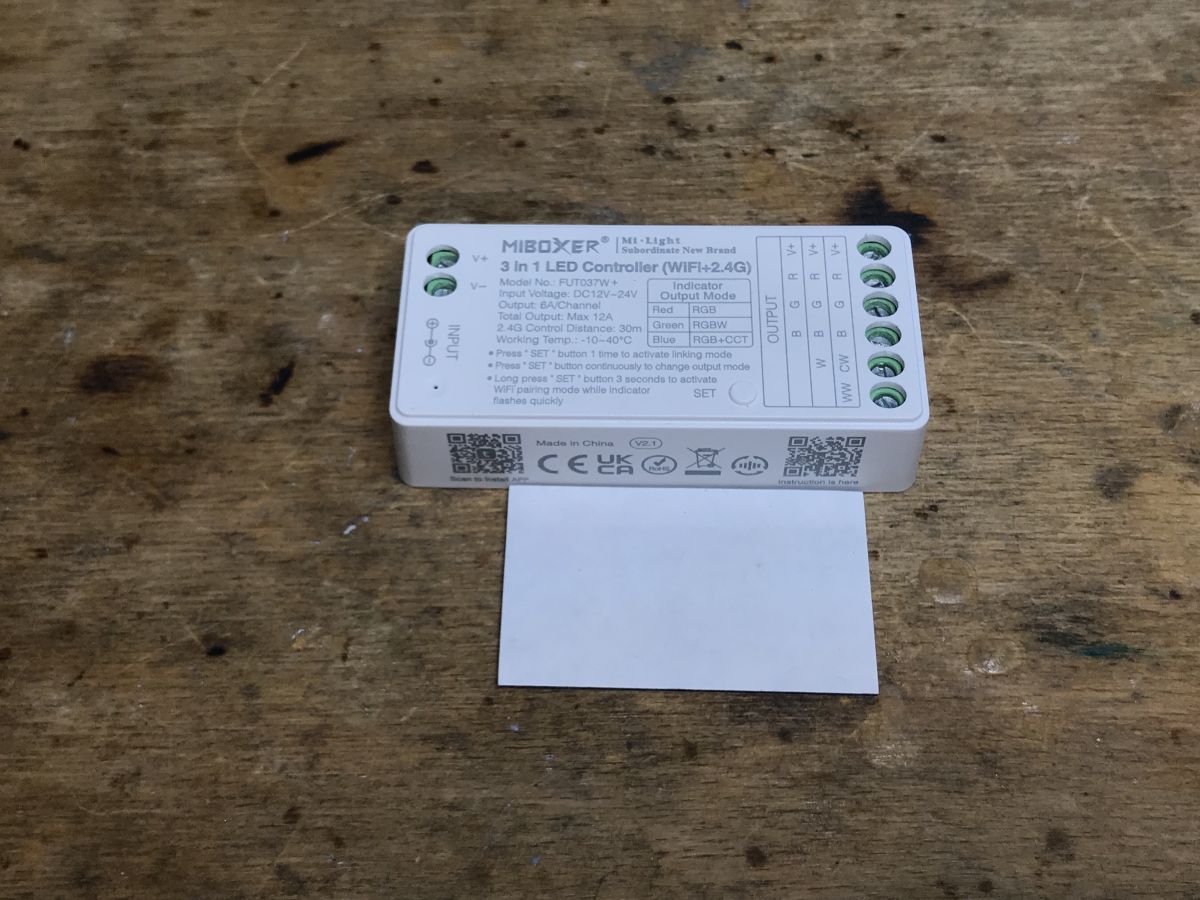 MIBOXER® Mi·Light
Subordinate New Brand
3 in 1 LED Controller (WiFi+2.4G)
Model No.: FUT037W+
Input Voltage: DC12V~24V
Output: 6A/Channel
Total Output: Max 12A
2.4G Control Distance: 30m
Working Temp.: -10~40°C
Indicator
Output Mode
Red RGB
Green RGBW
Blue RGB+CCT
• Press " SET " button 1 time to activate linking mode
• Press " SET " button continuously to change output mode
• Long press " SET " button 3 seconds to activate
WiFi pairing mode while indicator
flashes quickly
SET
V+
V−
INPUT
OUTPUT
B G R V+
W B G R V+
WW CW B G R V+
Made in China V2.1
CE UK
CA RoHS
Scan to Install APP
Instruction is here